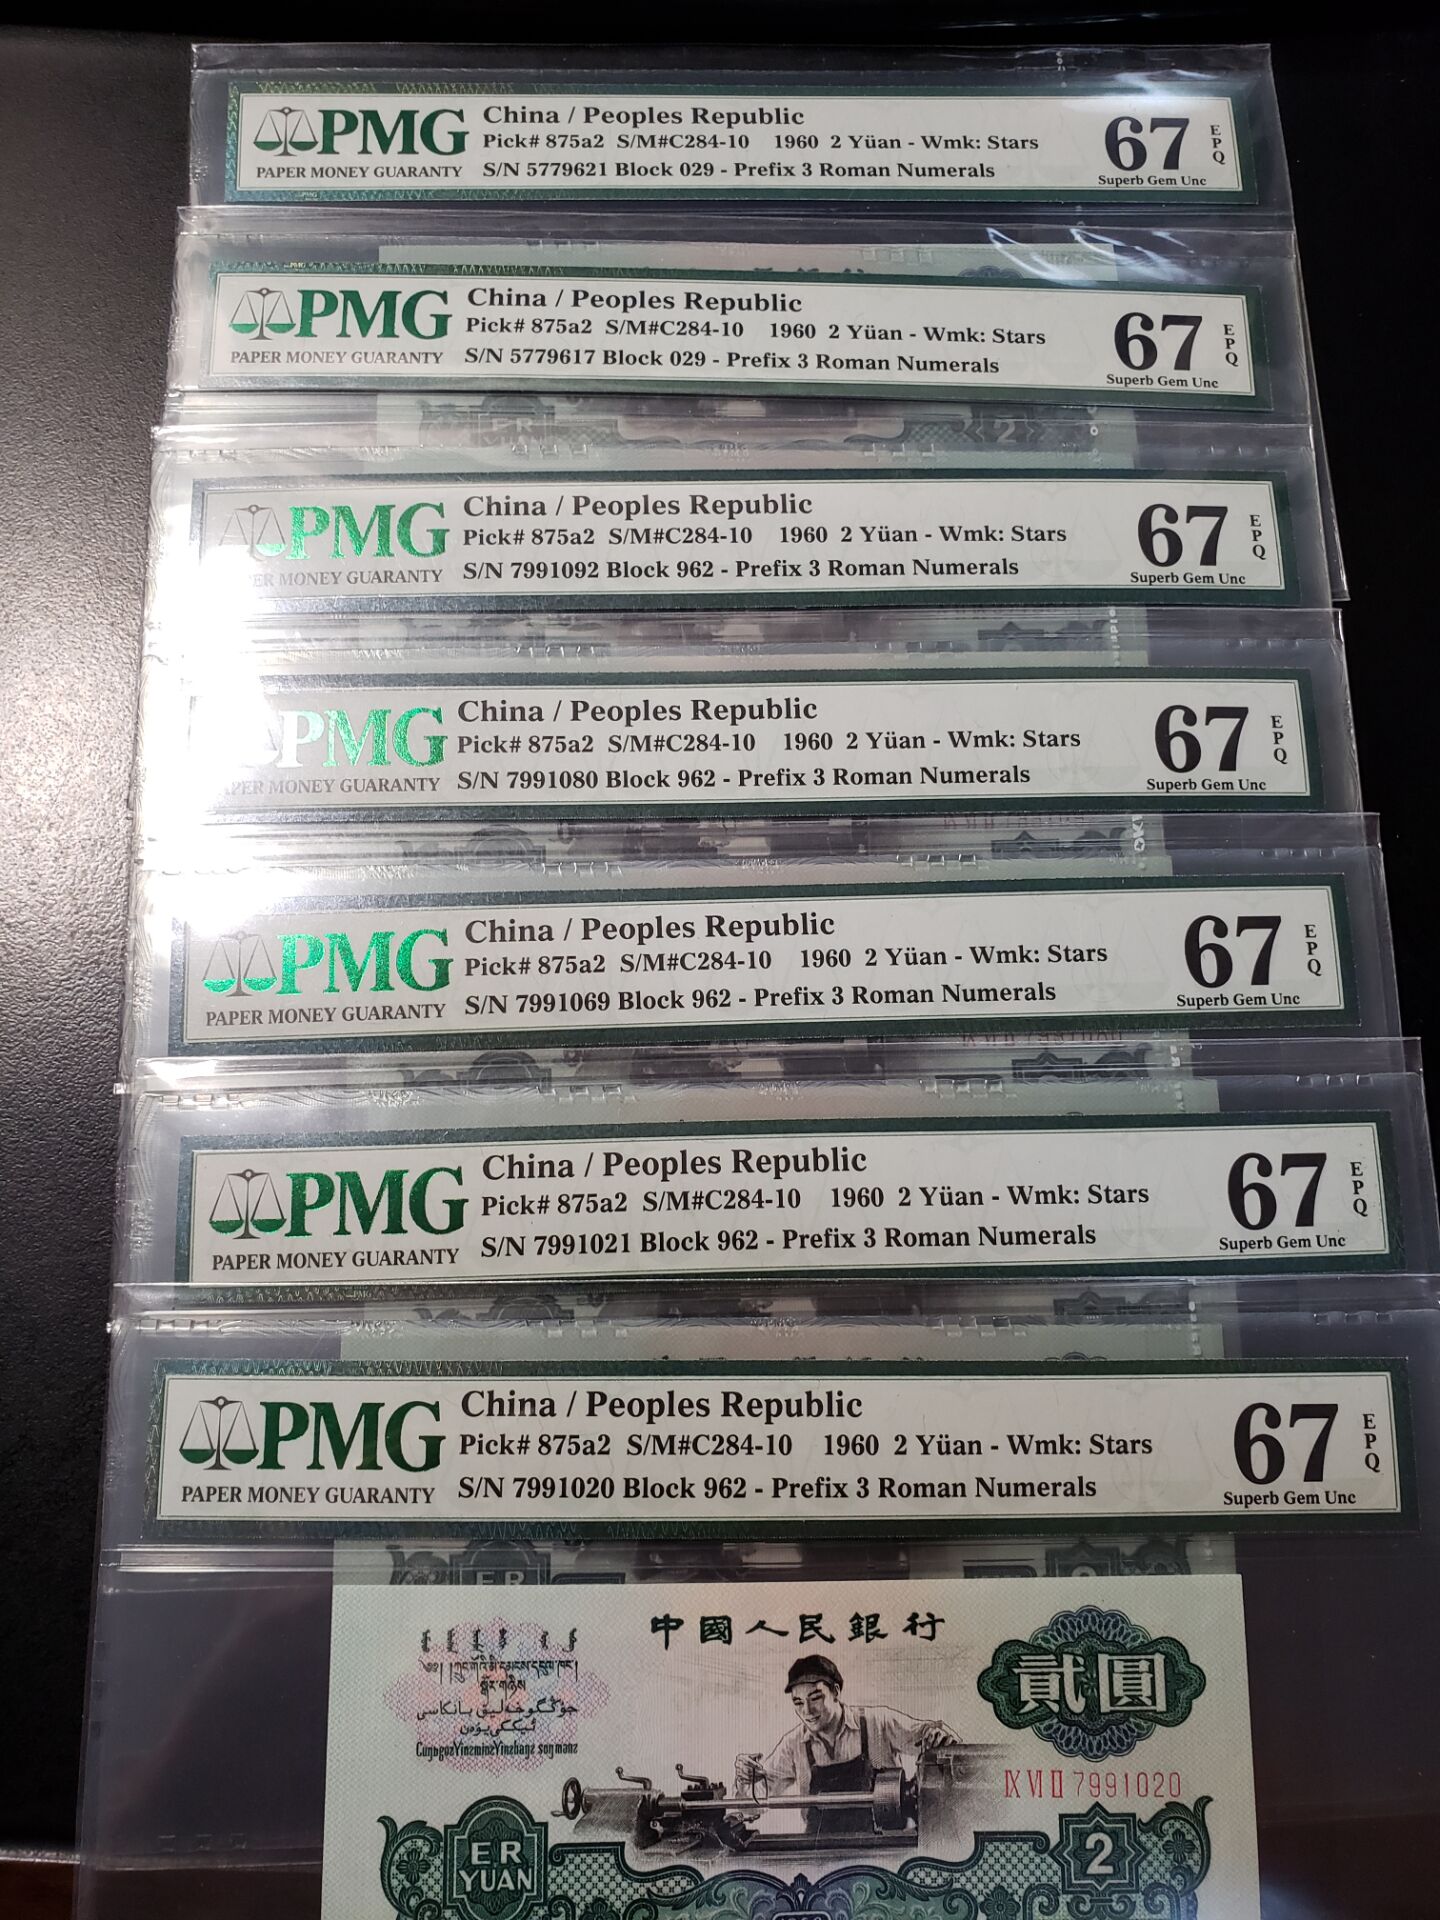 PMG
PAPER MONEY GUARANTY
China / Peoples Republic
Pick# 875a2 S/M#C284-10 1960 2 Yüan - Wmk: Stars
S/N 5779621 Block 029 - Prefix 3 Roman Numerals
67
EPQ
Superb Gem Unc
PMG
PAPER MONEY GUARANTY
China / Peoples Republic
Pick# 875a2 S/M#C284-10 1960 2 Yüan - Wmk: Stars
S/N 5779617 Block 029 - Prefix 3 Roman Numerals
67
EPQ
Superb Gem Unc
ER
2
PMG
MONEY GUARANTY
China / Peoples Republic
Pick# 875a2 S/M#C284-10 1960 2 Yüan - Wmk: Stars
S/N 7991092 Block 962 - Prefix 3 Roman Numerals
67
EPQ
Superb Gem Unc
PMG
MONEY GUARANTY
China / Peoples Republic
Pick# 875a2 S/M#C284-10 1960 2 Yüan - Wmk: Stars
S/N 7991080 Block 962 - Prefix 3 Roman Numerals
67
EPQ
Superb Gem Unc
PMG
PAPER MONEY GUARANTY
China / Peoples Republic
Pick# 875a2 S/M#C284-10 1960 2 Yüan - Wmk: Stars
S/N 7991069 Block 962 - Prefix 3 Roman Numerals
67
EPQ
Superb Gem Unc
PMG
PAPER MONEY GUARANTY
China / Peoples Republic
Pick# 875a2 S/M#C284-10 1960 2 Yüan - Wmk: Stars
S/N 7991021 Block 962 - Prefix 3 Roman Numerals
67
EPQ
Superb Gem Unc
PMG
PAPER MONEY GUARANTY
China / Peoples Republic
Pick# 875a2 S/M#C284-10 1960 2 Yüan - Wmk: Stars
S/N 7991020 Block 962 - Prefix 3 Roman Numerals
67
EPQ
Superb Gem Unc
ER
中國人民銀行
貳圓
IX VI II 7991020
ER
YUAN
2